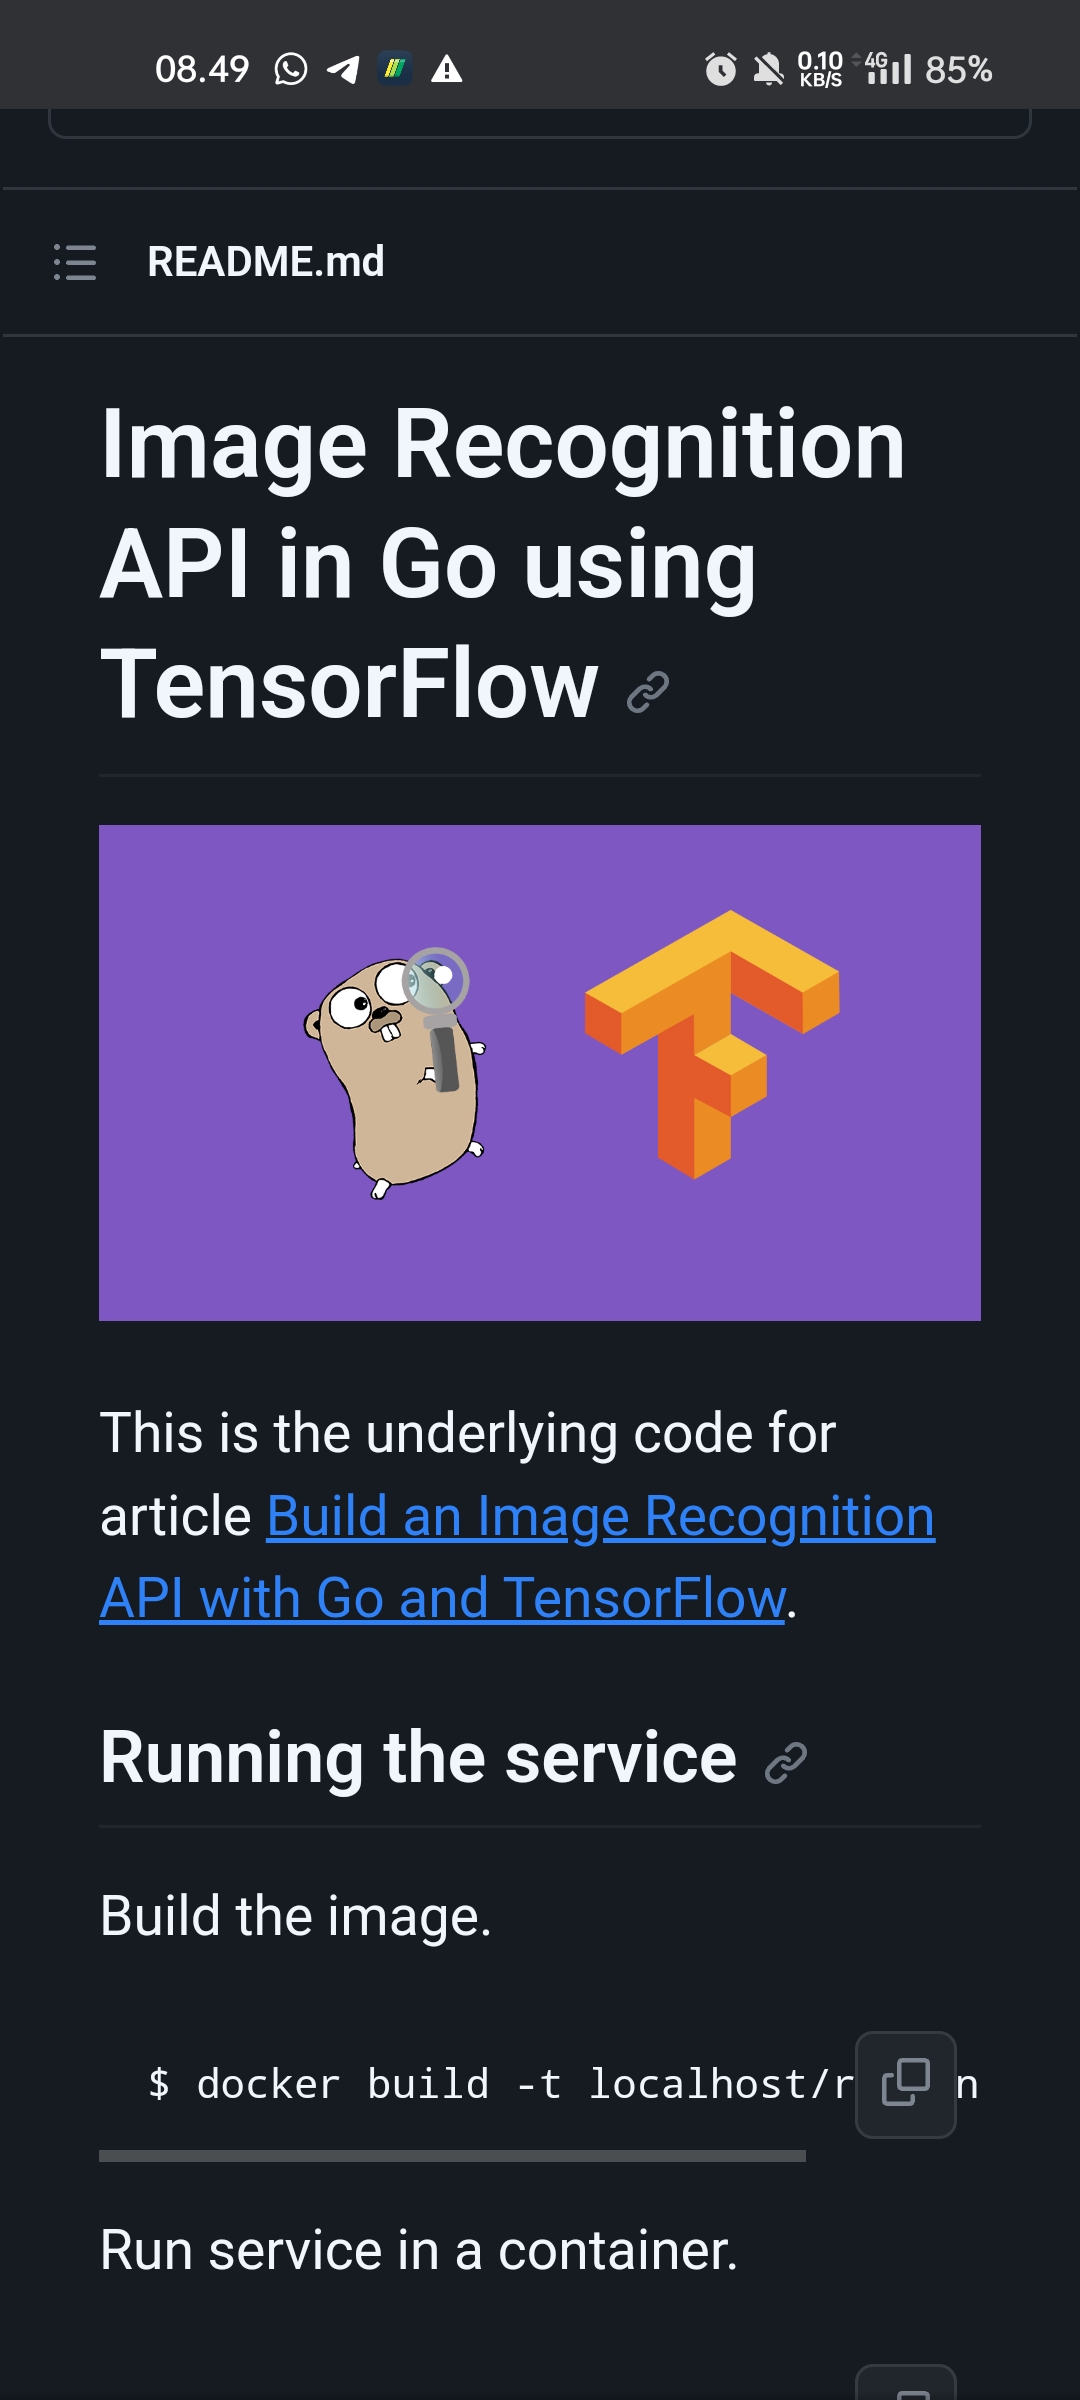 08.49
0.10
KB/S
4G
85%
README.md
Image Recognition
API in Go using
TensorFlow
This is the underlying code for
article Build an Image Recognition
API with Go and TensorFlow.
Running the service
Build the image.
$ docker build -t
Run service in a container.